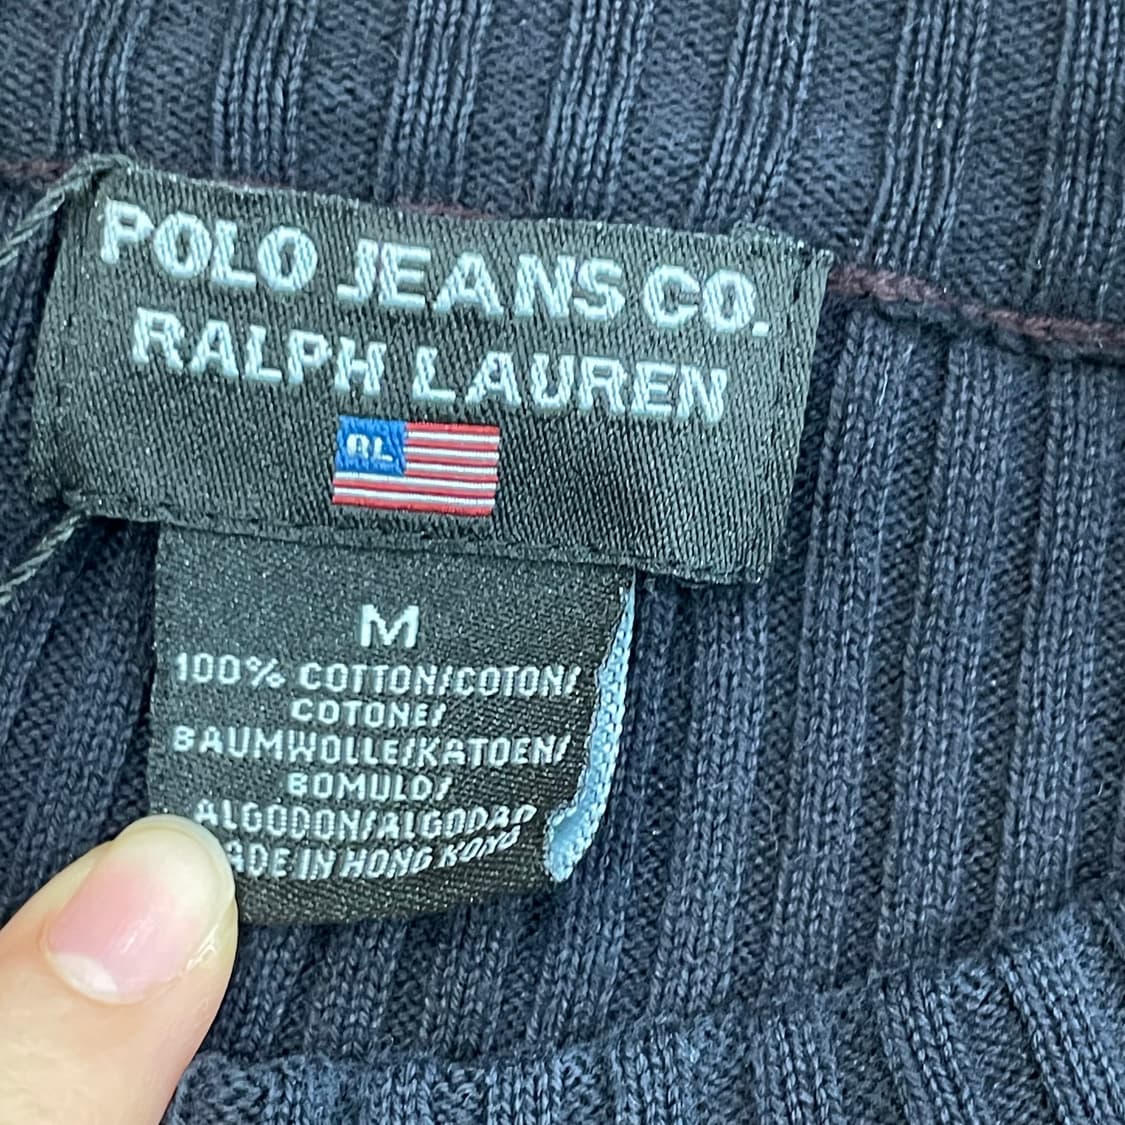 POLO JEANS CO.
RALPH LAUREN
RL
M
100% COTTON/COTON/
COTONE/
BAUMWOLLE/KATOEN/
BOMULD/
ALGODON/ALGODAO
ADE IN HONG KONG